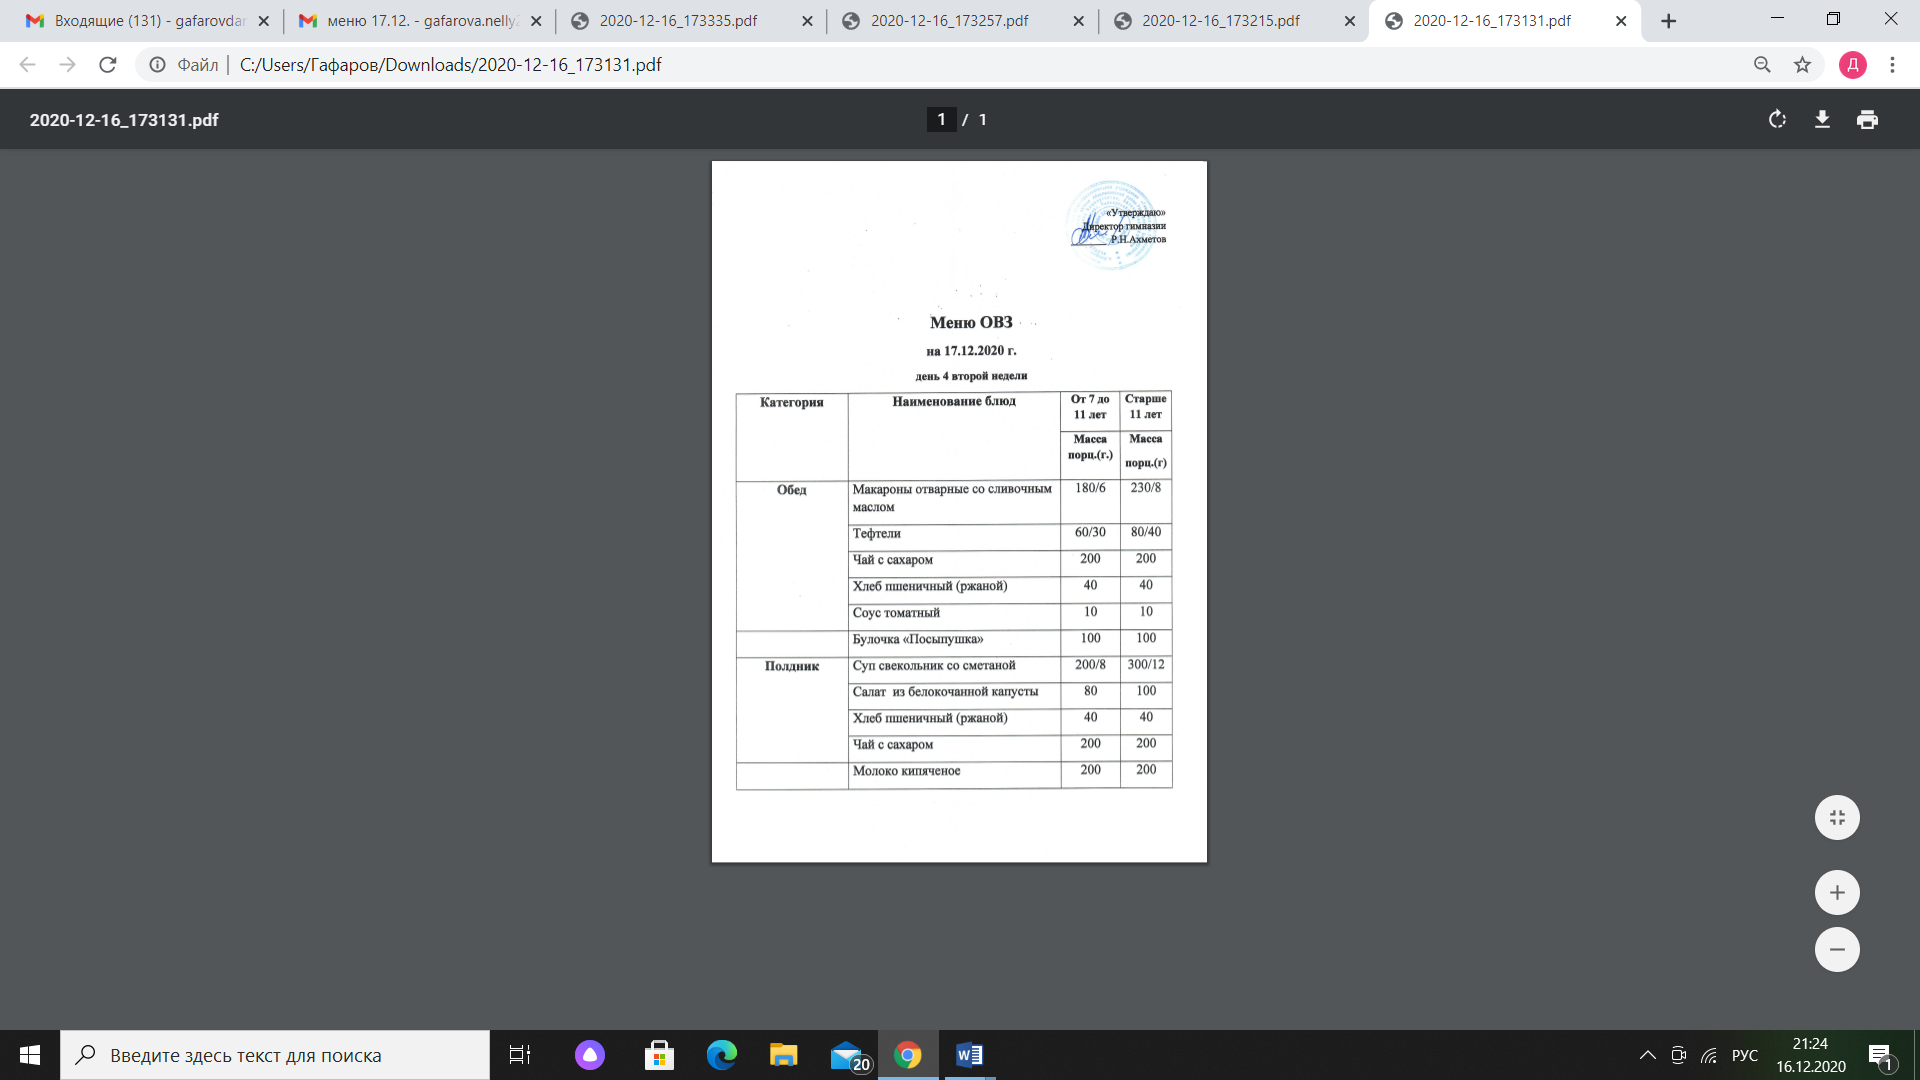 Входящие (131) - gafarovdar
меню 17.12. - gafarova.nelly2
2020-12-16_173335.pdf
2020-12-16_173257.pdf
2020-12-16_173215.pdf
2020-12-16_173131.pdf
Файл
C:/Users/Гафаров/Downloads/2020-12-16_173131.pdf
Д
2020-12-16_173131.pdf
1 / 1
«Утверждаю»
Директор гимназии
Р.Н.Ахметов
Меню ОВЗ
на 17.12.2020 г.
день 4 второй недели
Категория
Наименование блюд
От 7 до
11 лет
Старше
11 лет
Масса
порц.(г.)
Масса
порц.(г)
Обед
Макароны отварные со сливочным
маслом
180/6
230/8
Тефтели
60/30
80/40
Чай с сахаром
200
200
Хлеб пшеничный (ржаной)
40
40
Соус томатный
10
10
Булочка «Посыпушка»
100
100
Полдник
Суп свекольник со сметаной
200/8
300/12
Салат из белокочанной капусты
80
100
Хлеб пшеничный (ржаной)
40
40
Чай с сахаром
200
200
Молоко кипяченое
200
200
Введите здесь текст для поиска
20
РУС
21:24
16.12.2020
1